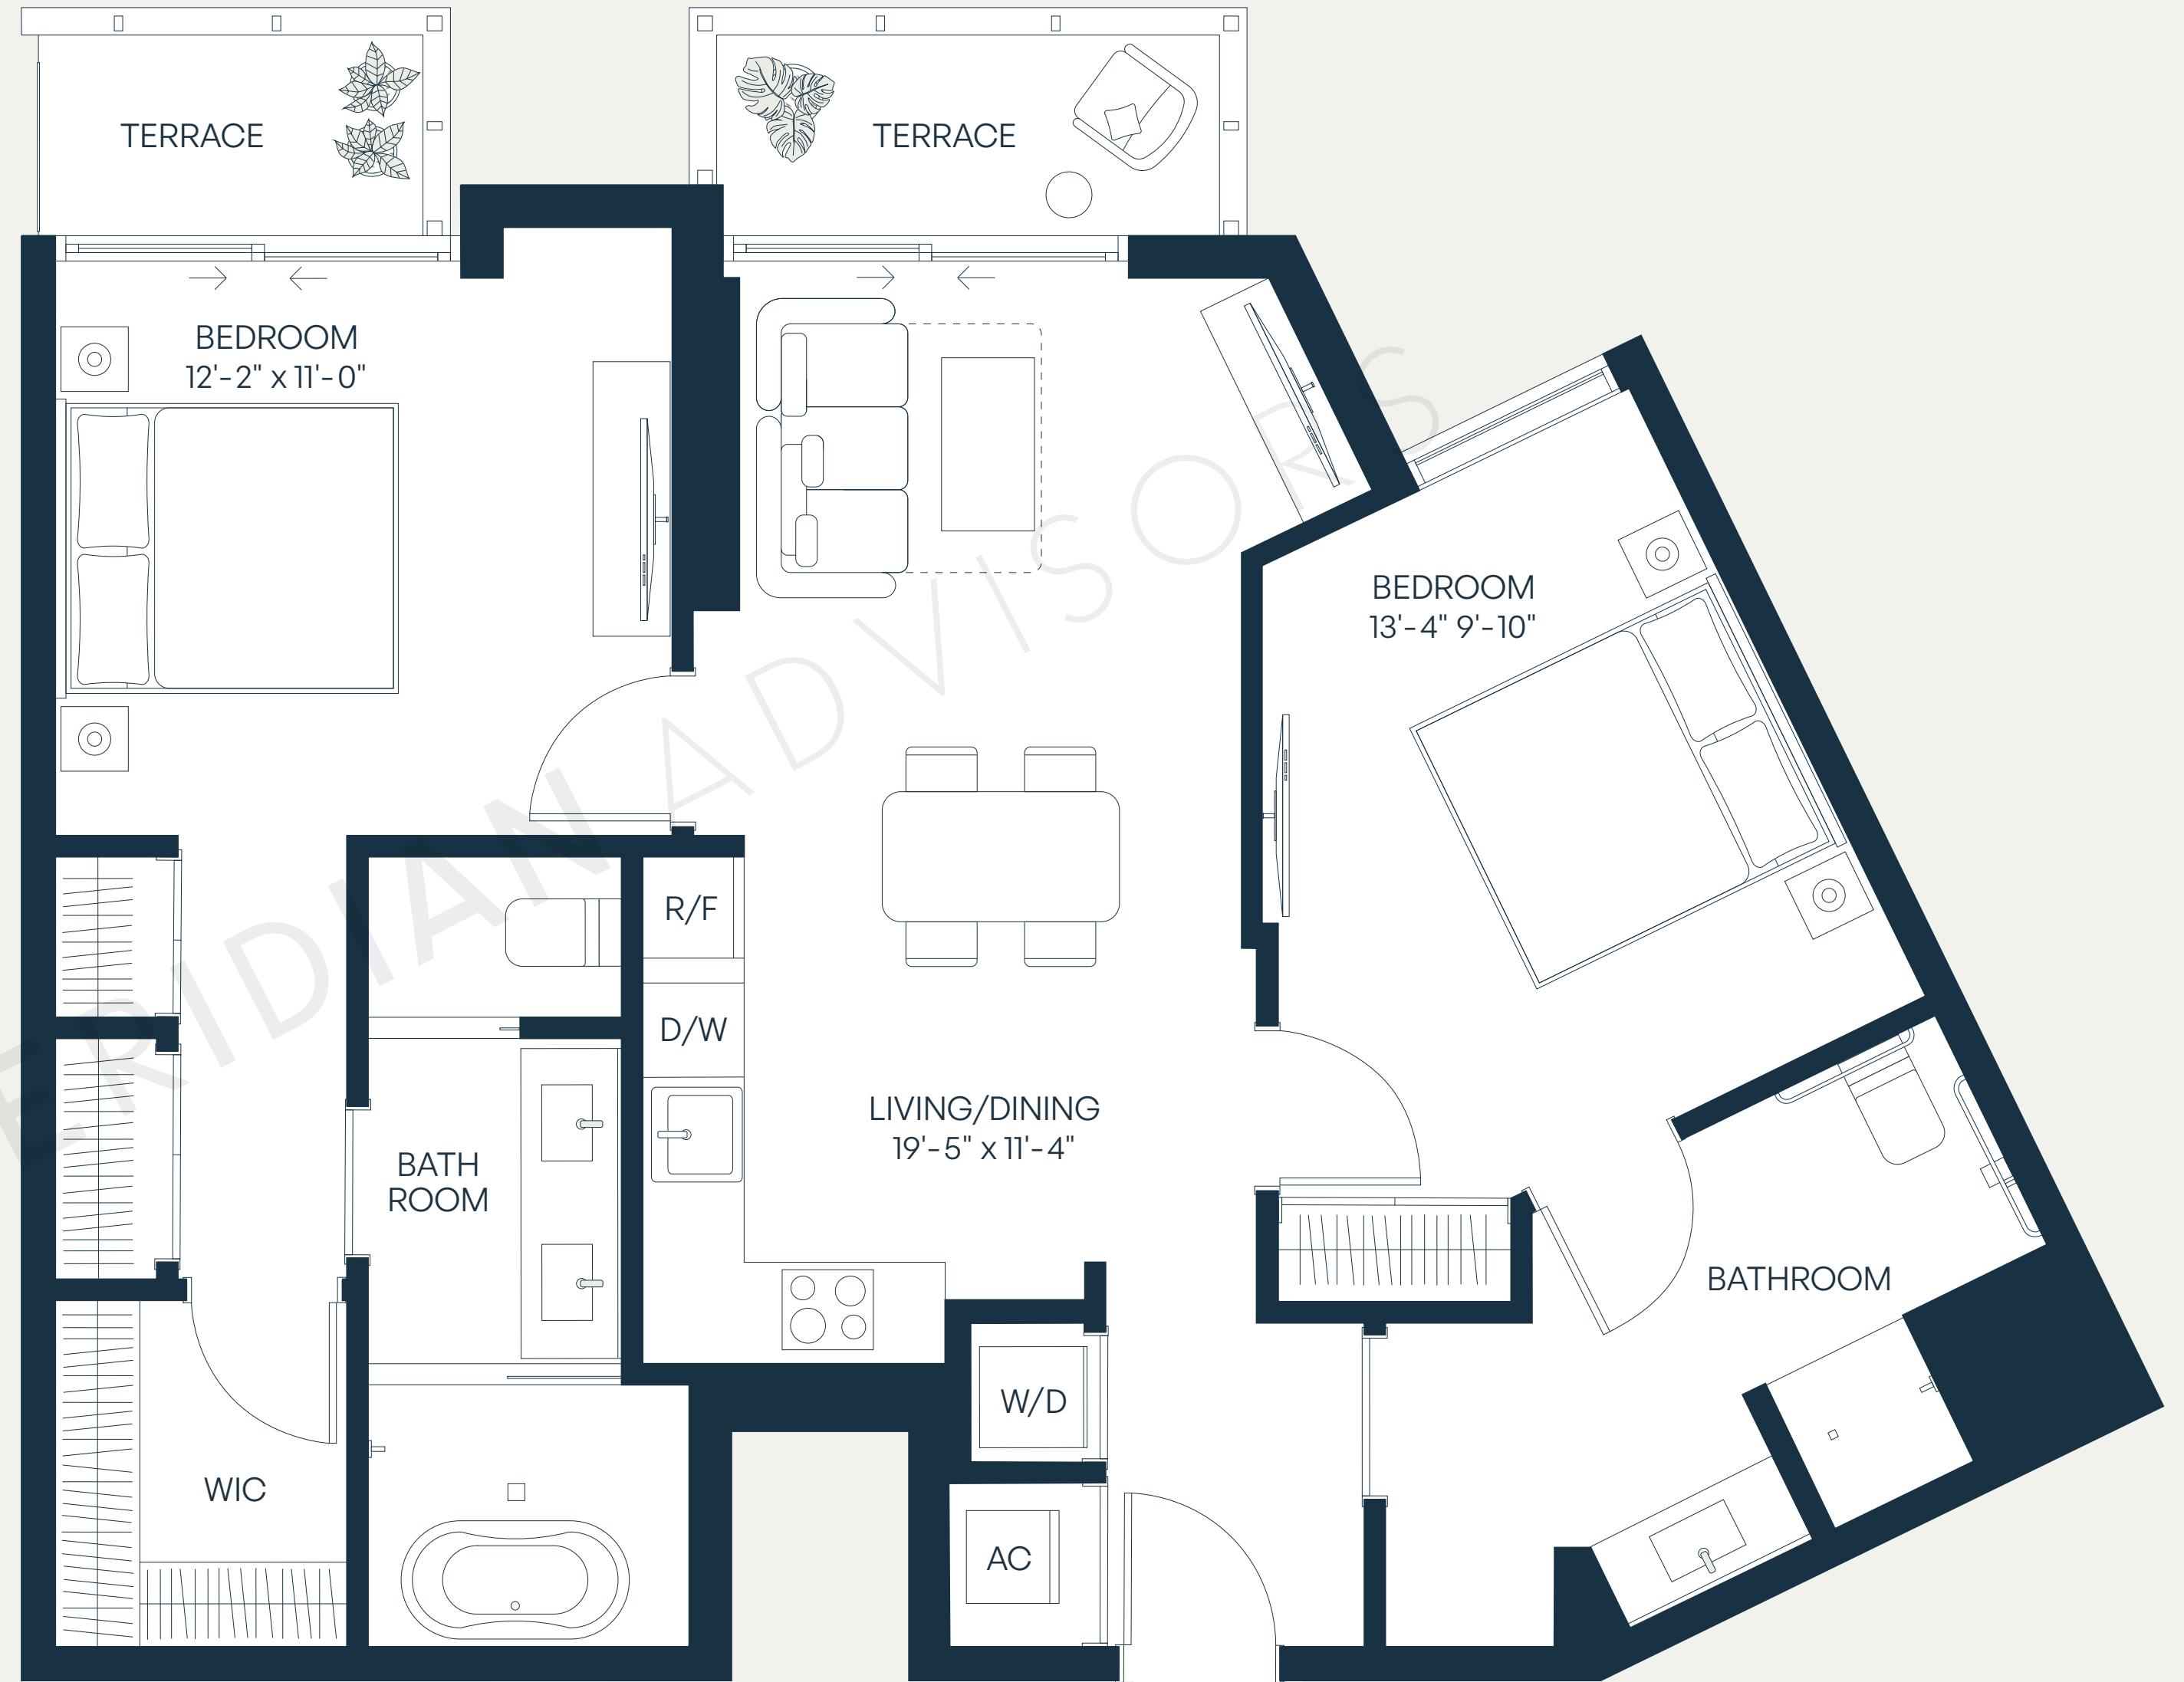 TERRACE
TERRACE
BEDROOM
12'-2" x 11'-0"
BEDROOM
13'-4" 9'-10"
R/F
D/W
LIVING/DINING
19'-5" x 11'-4"
BATH
ROOM
BATHROOM
W/D
WIC
AC
ERIDIAN ADVISORS